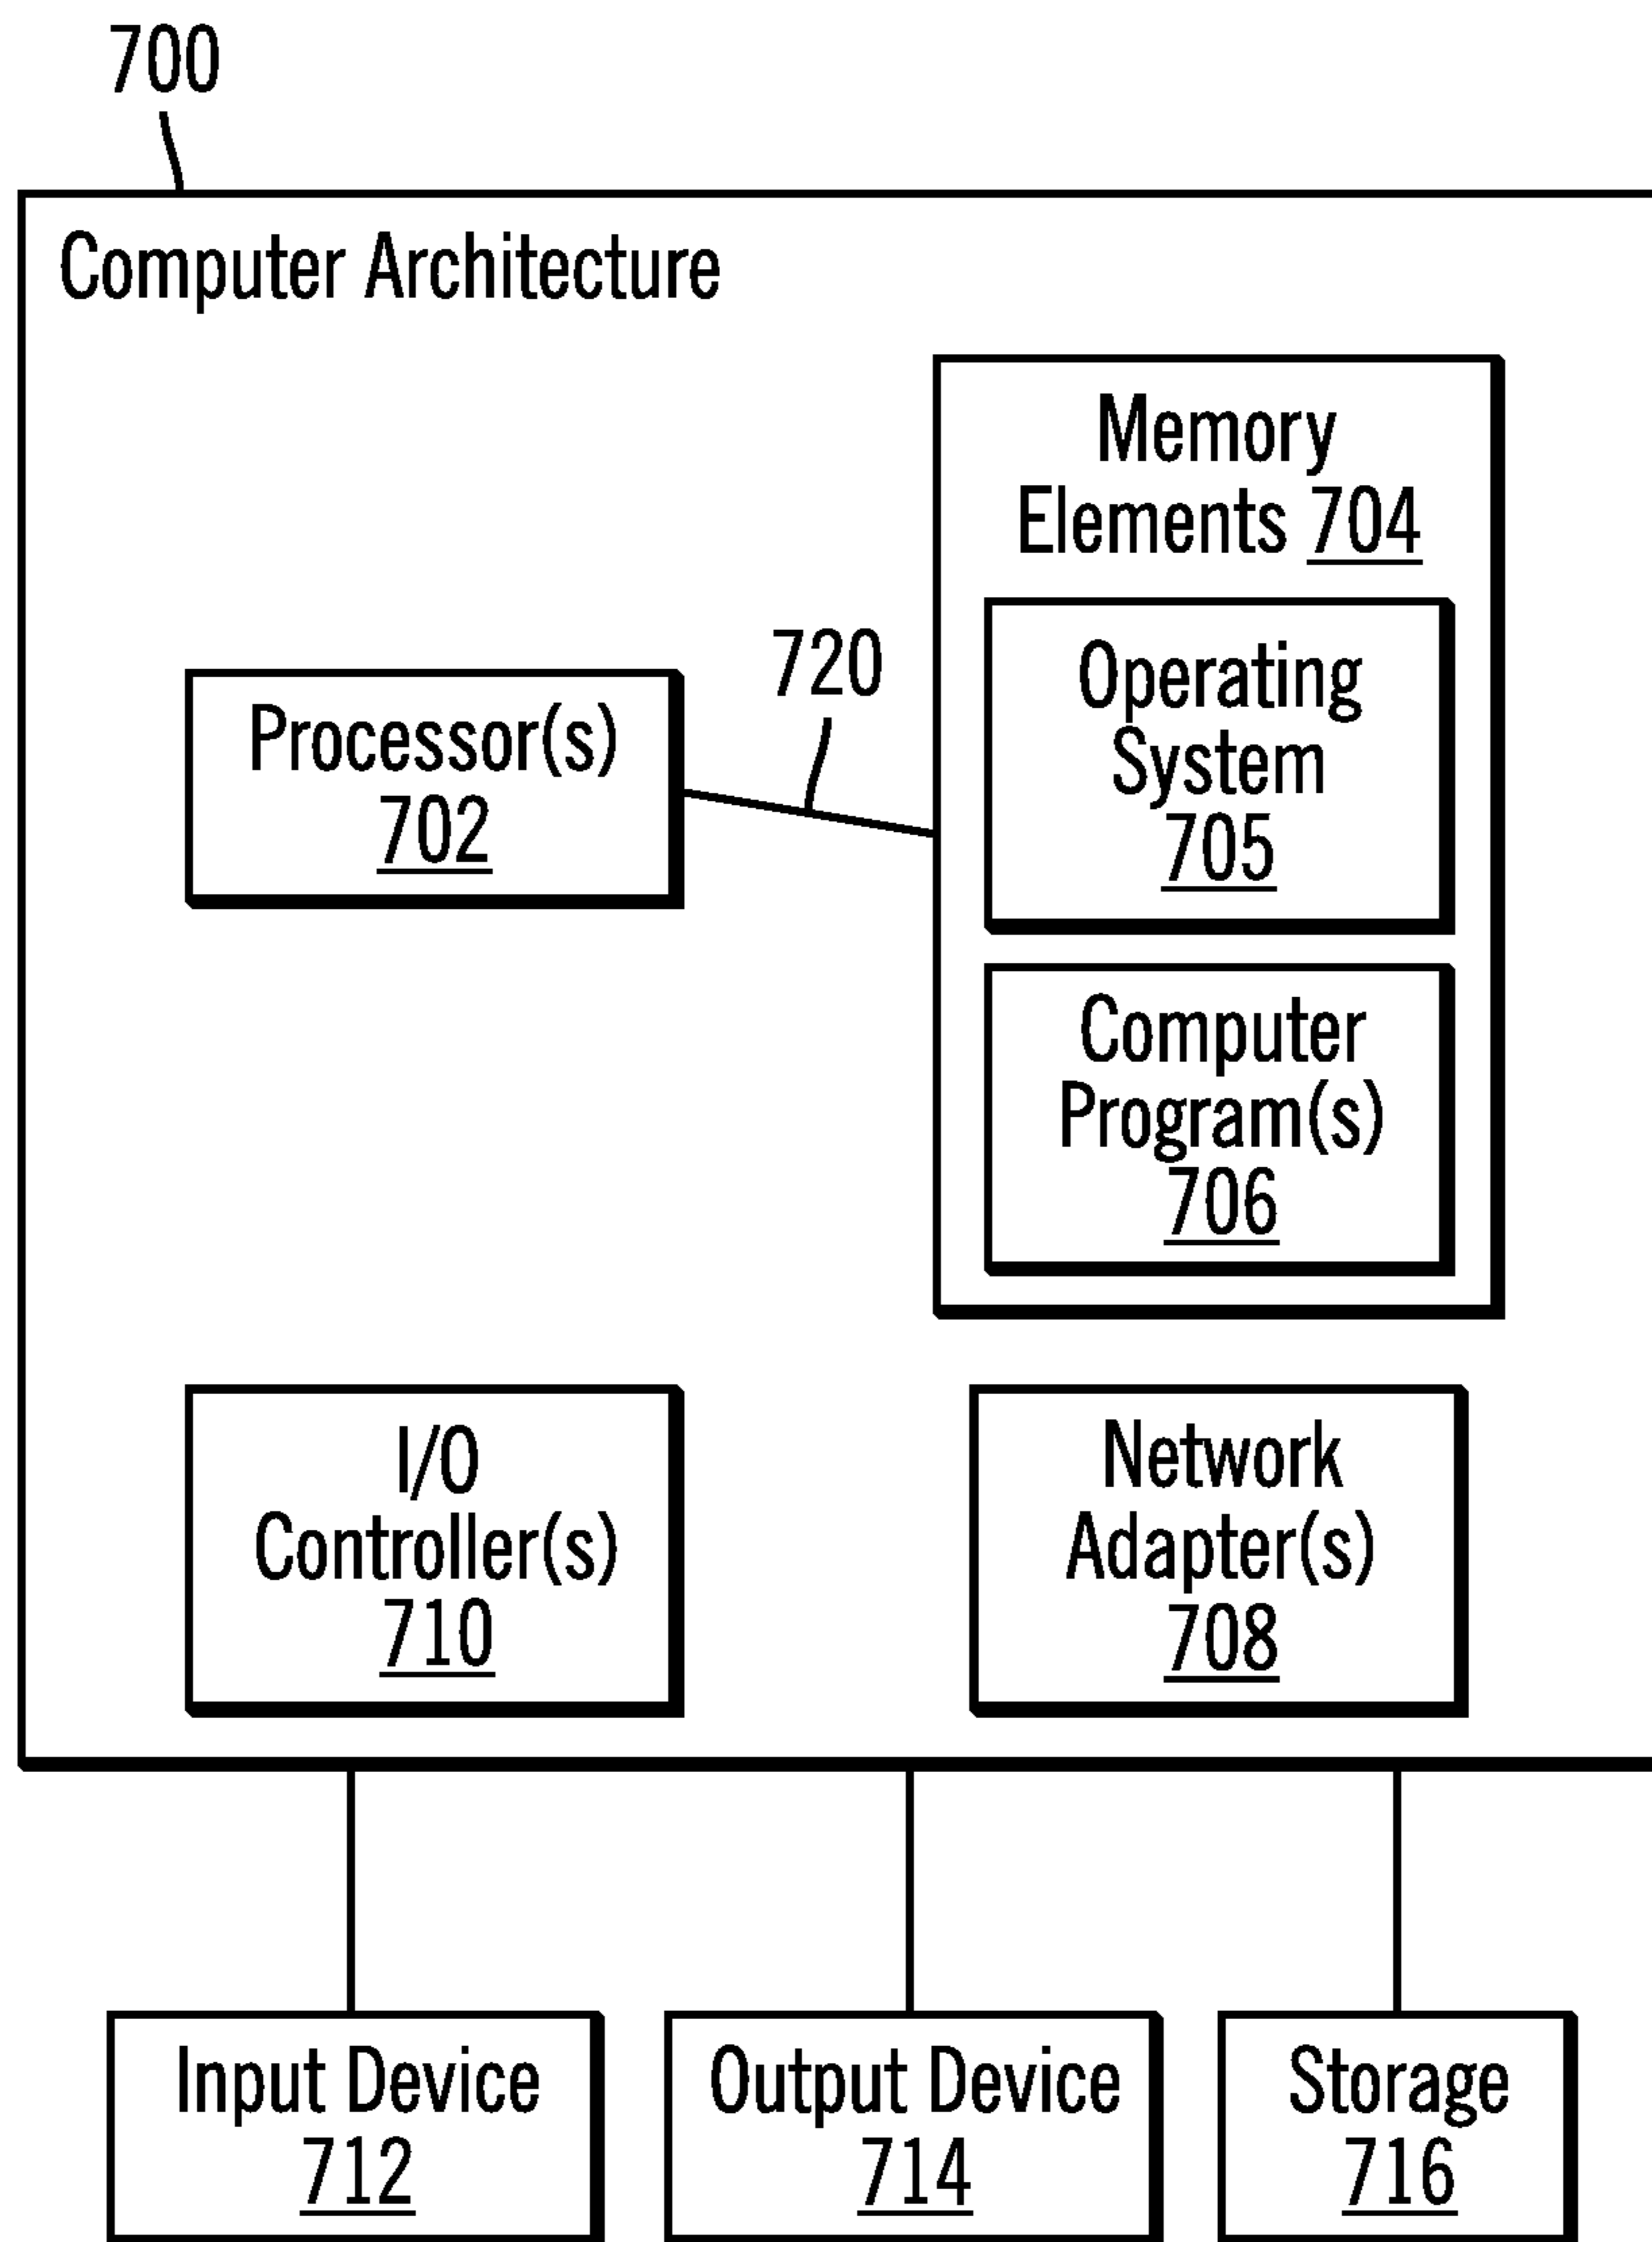 700
Computer Architecture
Memory
Elements 704
Operating
System
705
720
Processor(s)
702
Computer
Program(s)
706
I/O
Controller(s)
710
Network
Adapter(s)
708
Input Device
712
Output Device
714
Storage
716